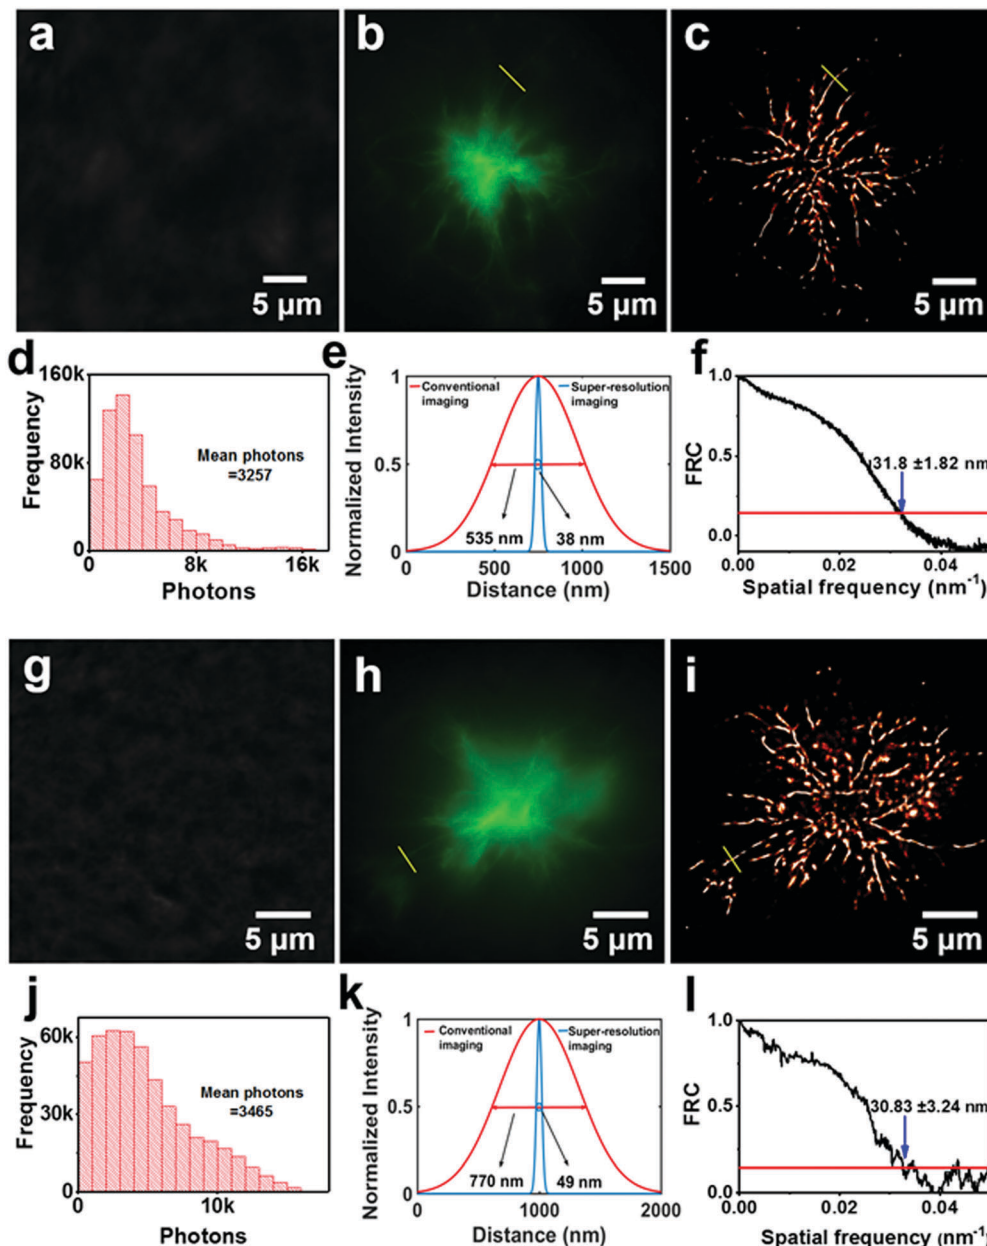 a
b
c
5 µm
5 µm
5 µm
d
160k
80k
0
Frequency
Mean photons
=3257
0
8k
16k
Photons
e
Normalized Intensity
1
0.5
0
Conventional
imaging
Super-resolution
imaging
535 nm
38 nm
0
500
1000
1500
Distance (nm)
f
FRC
1.0
0.5
0.0
31.8 ±1.82 nm
0.00
0.02
0.04
Spatial frequency (nm-1)
g
h
i
5 µm
5 µm
5 µm
j
60k
30k
0
Frequency
Mean photons
=3465
0
10k
Photons
k
Normalized Intensity
1
0.5
0
Conventional
imaging
Super-resolution
imaging
770 nm
49 nm
0
1000
2000
Distance (nm)
l
FRC
1.0
0.5
0.0
30.83 ±3.24 nm
0.00
0.02
0.04
Spatial frequency (nm-1)